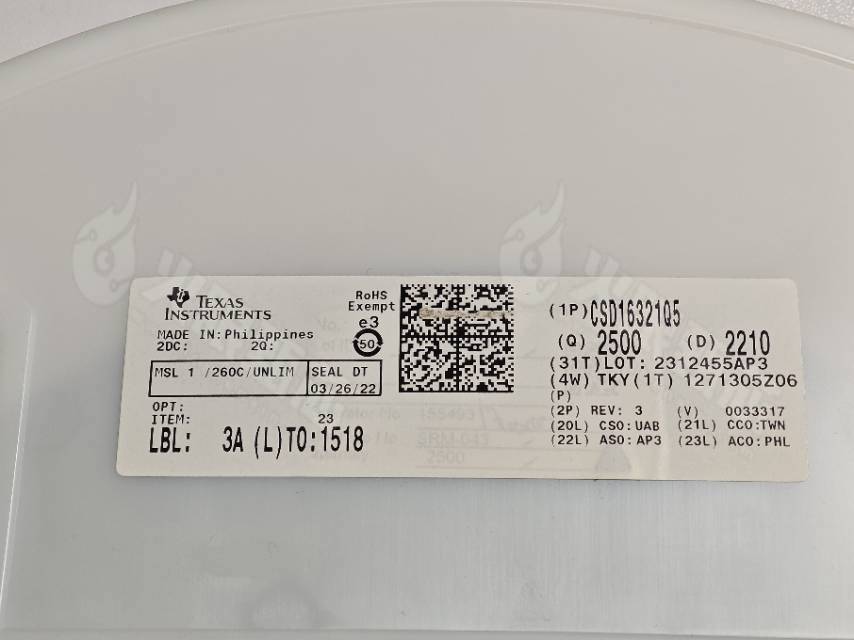 TEXAS
INSTRUMENTS
MADE IN:Philippines
2DC: 2Q:
MSL 1 /260C/UNLIM
SEAL DT
03/26/22
OPT:
ITEM: 23
LBL: 3A (L)TO:1518
RoHS
Exempt
e3
50
(1P)CSD16321Q5
(Q) 2500 (D) 2210
(31T)LOT: 2312455AP3
(4W) TKY(1T) 1271305Z06
(P)
(2P) REV: 3 (V) 0033317
(20L) CSO:UAB (21L) CCO:TWN
(22L) ASO:AP3 (23L) ACO:PHL
2500